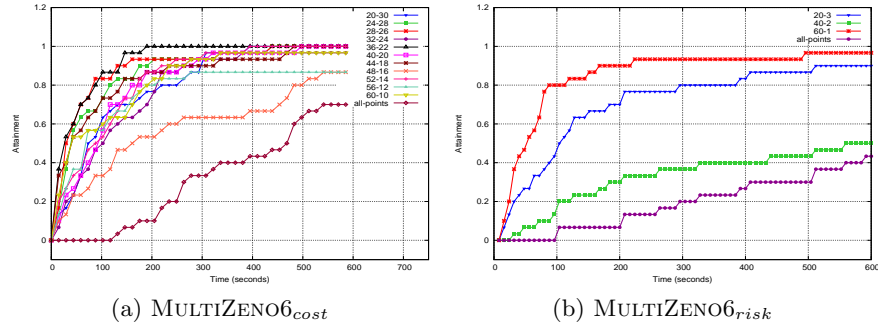 1.2
1
0.8
0.6
0.4
0.2
0
Attainment
0 100 200 300 400 500 600 700
Time (seconds)
20-30
24-28
28-26
36-22
32-24
40-20
44-18
48-16
52-14
56-12
60-10
all-points
(a) MULTIZENO6cost
1.2
1
0.8
0.6
0.4
0.2
0
Attainment
0 100 200 300 400 500 600
Time (seconds)
20-3
40-2
60-1
all-points
(b) MULTIZENO6risk